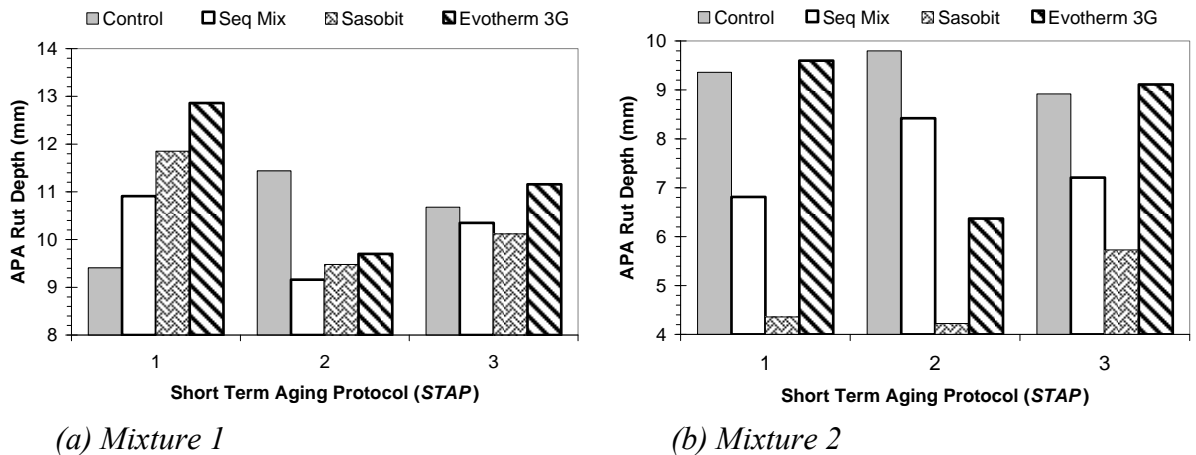 Control Seq Mix Sasobit Evotherm 3G
14
13
12
11
10
9
8
APA Rut Depth (mm)
1 2 3
Short Term Aging Protocol (STAP)
(a) Mixture 1
Control Seq Mix Sasobit Evotherm 3G
10
9
8
7
6
5
4
APA Rut Depth (mm)
1 2 3
Short Term Aging Protocol (STAP)
(b) Mixture 2